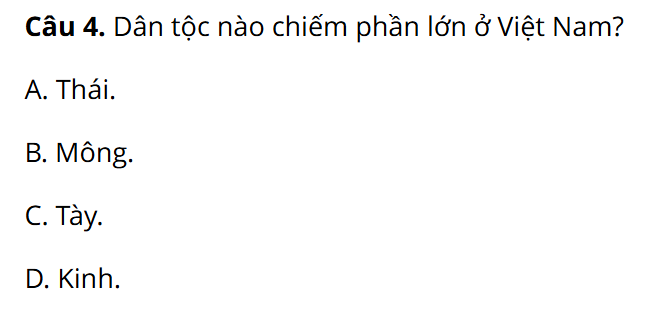 Câu 4. Dân tộc nào chiếm phần lớn ở Việt Nam?
A. Thái.
B. Mông.
C. Tày.
D. Kinh.